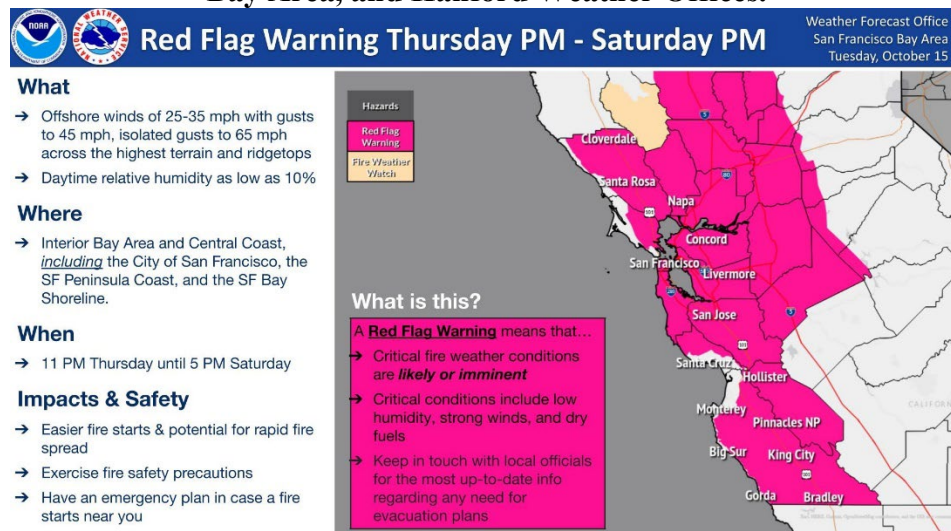 Bay Area, and Hanford Weather Offices.
NOAA
NATIONAL WEATHER SERVICE
Red Flag Warning Thursday PM - Saturday PM
Weather Forecast Office
San Francisco Bay Area
Tuesday, October 15
What
→ Offshore winds of 25-35 mph with gusts
to 45 mph, isolated gusts to 65 mph
across the highest terrain and ridgetops
→ Daytime relative humidity as low as 10%
Where
→ Interior Bay Area and Central Coast,
including the City of San Francisco, the
SF Peninsula Coast, and the SF Bay
Shoreline.
When
→ 11 PM Thursday until 5 PM Saturday
Impacts & Safety
→ Easier fire starts & potential for rapid fire
spread
→ Exercise fire safety precautions
→ Have an emergency plan in case a fire
starts near you
Hazards
Red Flag
Warning
Fire Weather
Watch
Cloverdale
Santa Rosa
Napa
Concord
San Francisco
Livermore
San Jose
Santa Cruz
Hollister
Monterey
Pinnacles NP
Big Sur
King City
Gorda
Bradley
5
80
101
5
101
101
CALIFOR
What is this?
A Red Flag Warning means that…
→ Critical fire weather conditions
are likely or imminent
→ Critical conditions include low
humidity, strong winds, and dry
fuels
→ Keep in touch with local officials
for the most up-to-date info
regarding any need for
evacuation plans